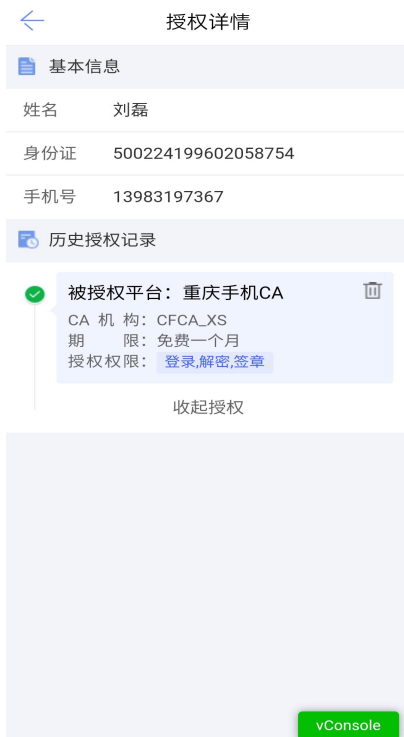 授权详情
基本信息
姓名 刘磊
身份证 500224199602058754
手机号 13983197367
历史授权记录
被授权平台：重庆手机CA
CA 机 构：CFCA_XS
期 限：免费一个月
授权权限：登录,解密,签章
收起授权
vConsole